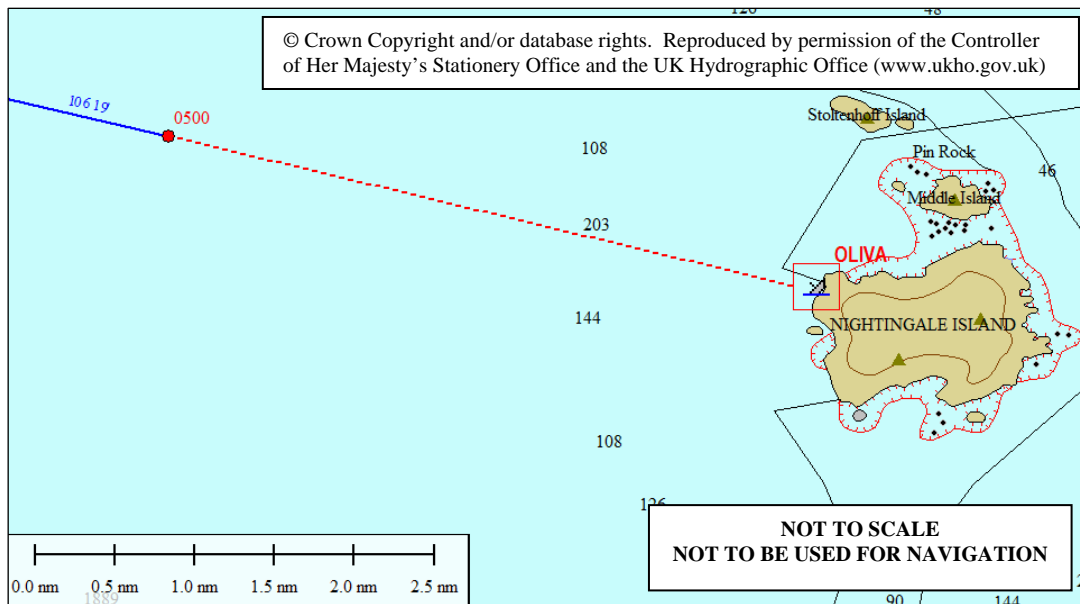 48
© Crown Copyright and/or database rights. Reproduced by permission of the Controller
of Her Majesty's Stationery Office and the UK Hydrographic Office (www.ukho.gov.uk)
10619
0500
Stoltenhoff Island
108
Pin Rock
46
Middle Island
203
OLIVA
144
NIGHTINGALE ISLAND
108
NOT TO SCALE
NOT TO BE USED FOR NAVIGATION
0.0 nm 0.5 nm 1.0 nm 1.5 nm 2.0 nm 2.5 nm
1889
90
144